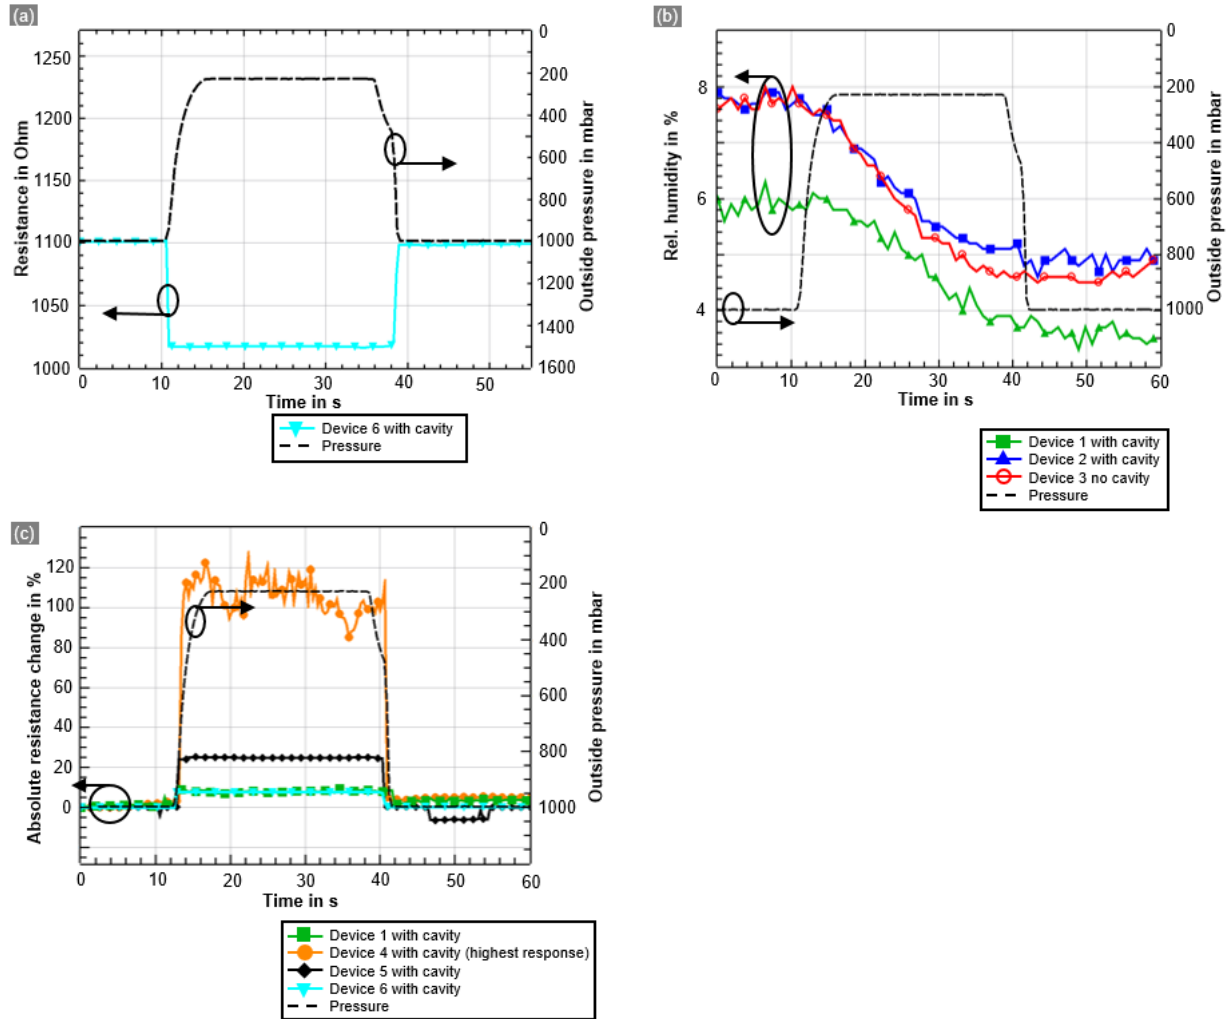 (a)
1250
1200
1150
1100
1050
1000
Resistance in Ohm
0
200
400
600
800
1000
1200
1400
1600
Outside pressure in mbar
0 10 20 30 40 50
Time in s
Device 6 with cavity
Pressure
(b)
8
6
4
Rel. humidity in %
0
200
400
600
800
1000
Outside pressure in mbar
0 10 20 30 40 50 60
Time in s
Device 1 with cavity
Device 2 with cavity
Device 3 no cavity
Pressure
(c)
120
100
80
60
40
20
0
Absolute resistance change in %
0
200
400
600
800
1000
Outside pressure in mbar
0 10 20 30 40 50 60
Time in s
Device 1 with cavity
Device 4 with cavity (highest response)
Device 5 with cavity
Device 6 with cavity
Pressure